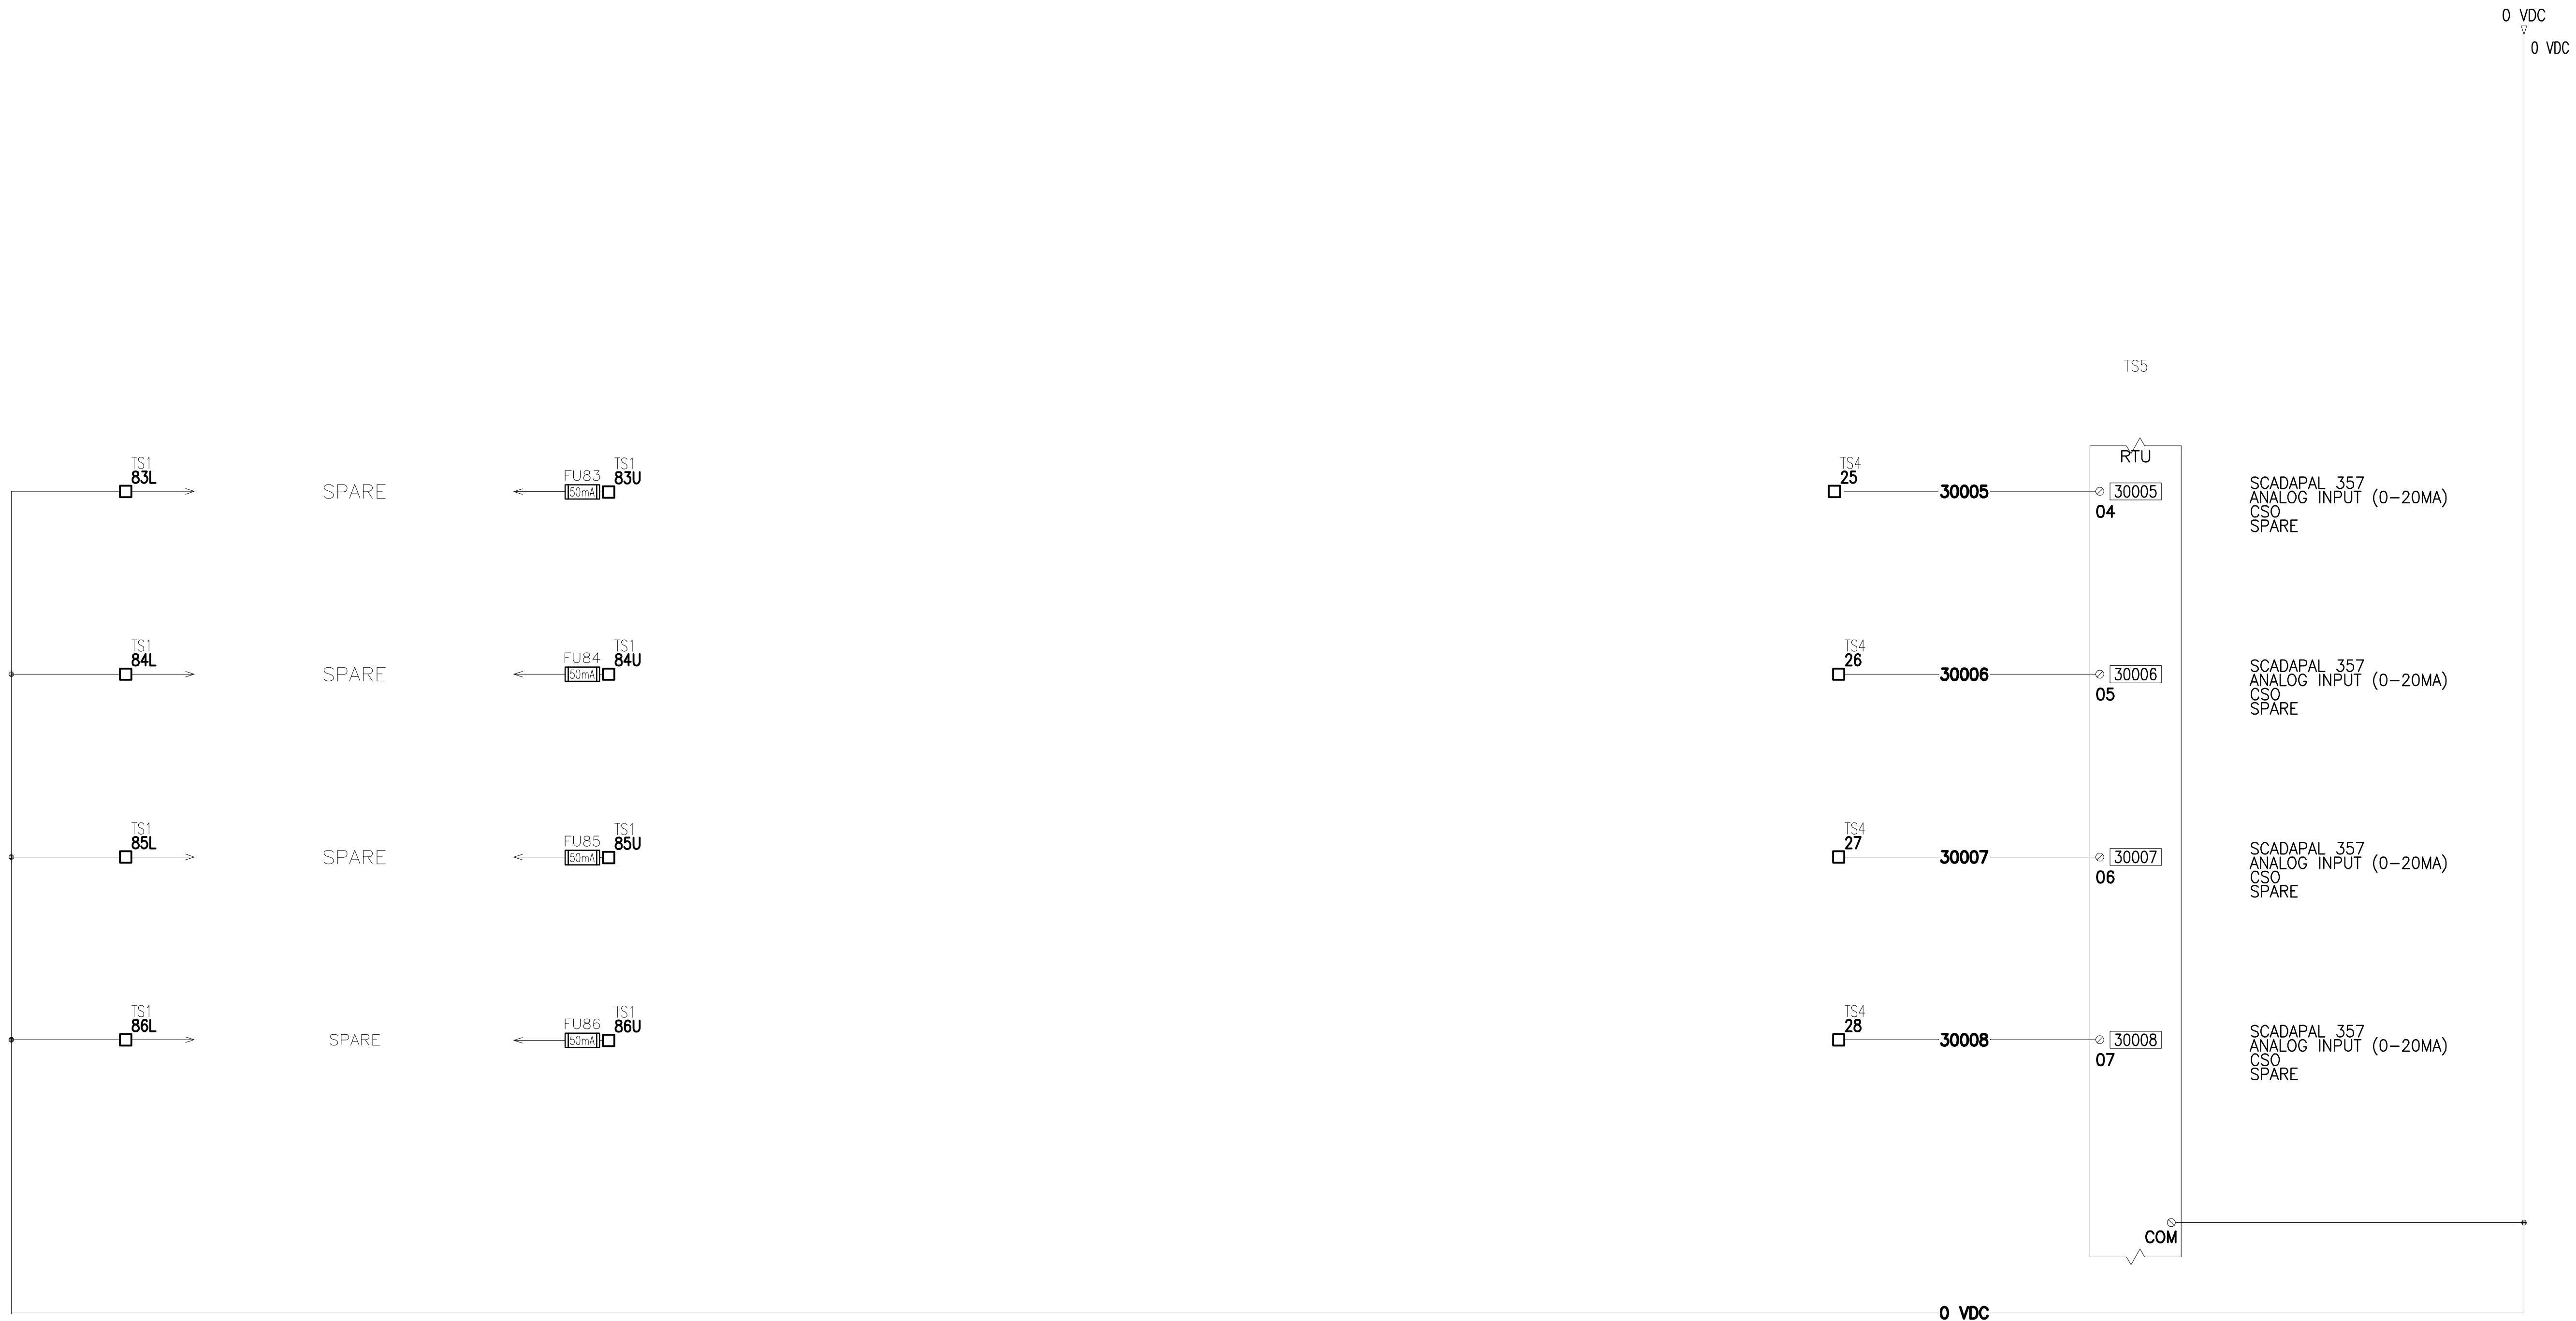 0 VDC
0 VDC
TS5
RTU
TS1
83L
SPARE
FU83
50mA
TS1
83U
TS4
25
30005
30005
04
SCADAPAL 357
ANALOG INPUT (0-20MA)
CSO
SPARE
TS1
84L
SPARE
FU84
50mA
TS1
84U
TS4
26
30006
30006
05
SCADAPAL 357
ANALOG INPUT (0-20MA)
CSO
SPARE
TS1
85L
SPARE
FU85
50mA
TS1
85U
TS4
27
30007
30007
06
SCADAPAL 357
ANALOG INPUT (0-20MA)
CSO
SPARE
TS1
86L
SPARE
FU86
50mA
TS1
86U
TS4
28
30008
30008
07
SCADAPAL 357
ANALOG INPUT (0-20MA)
CSO
SPARE
COM
0 VDC